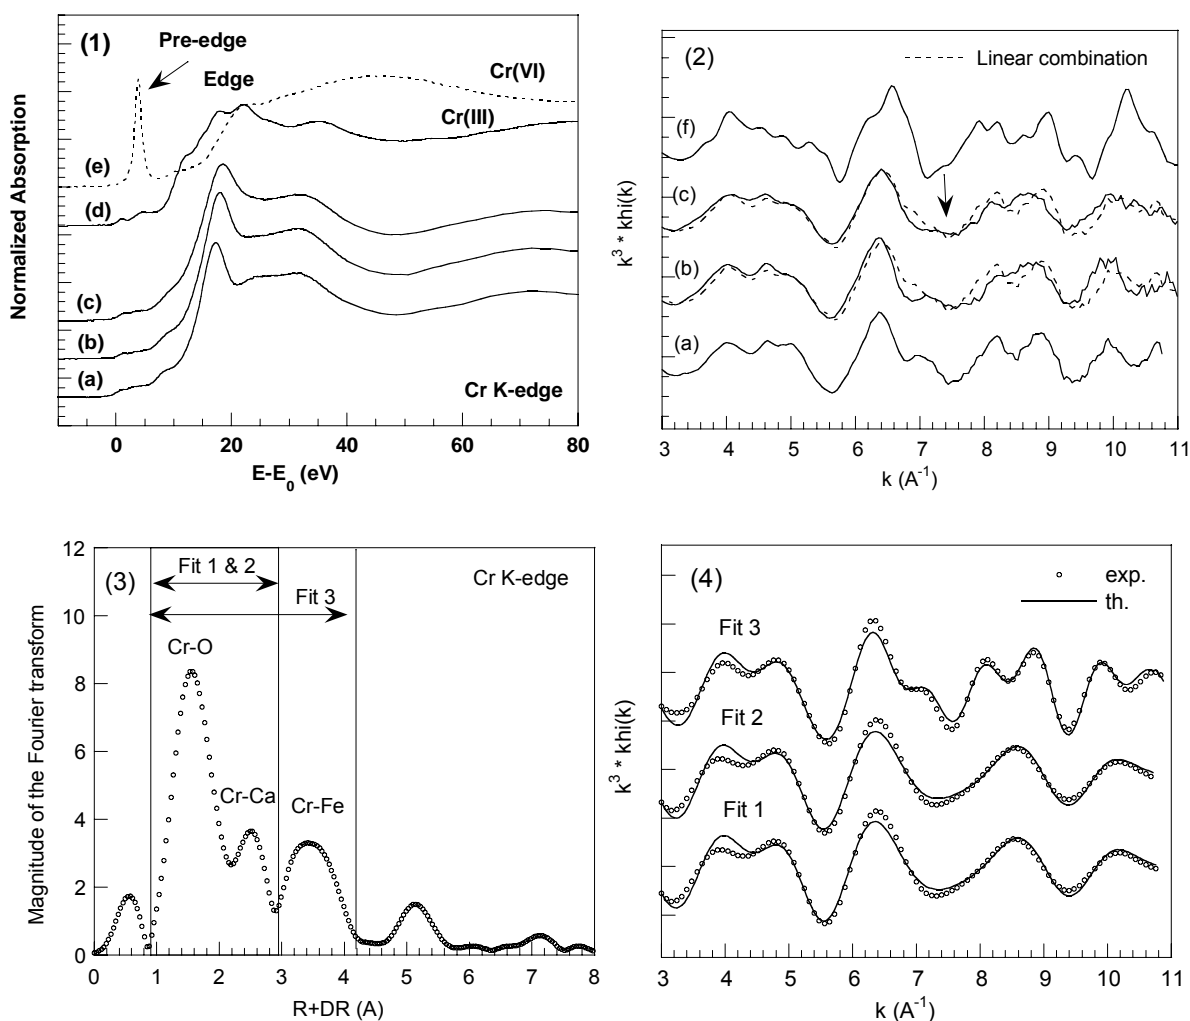 (1)
Pre-edge
Edge
Cr(VI)
Cr(III)
(e)
(d)
(c)
(b)
(a)
Cr K-edge
Normalized Absorption
0 20 40 60 80
E-E0 (eV)
(2)
Linear combination
(f)
(c)
(b)
(a)
k3 * khi(k)
3 4 5 6 7 8 9 10 11
k (A-1)
(3)
Fit 1 & 2
Fit 3
Cr K-edge
Cr-O
Cr-Ca
Cr-Fe
Magnitude of the Fourier transform
12
10
8
6
4
2
0
0 1 2 3 4 5 6 7 8
R+DR (A)
(4)
exp.
th.
Fit 3
Fit 2
Fit 1
k3 * khi(k)
3 4 5 6 7 8 9 10 11
k (A-1)